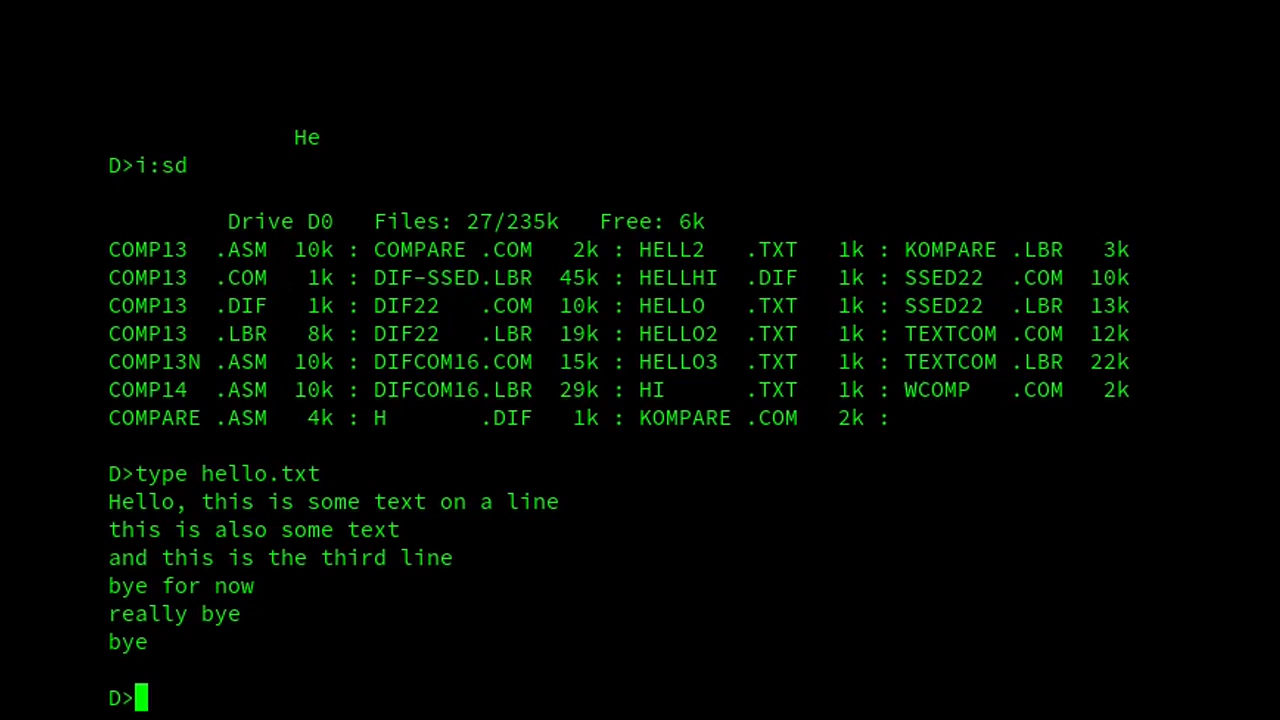 He
D>i:sd
Drive D0   Files: 27/235k   Free: 6k
COMP13  .ASM  10k : COMPARE .COM   2k : HELL2   .TXT   1k : KOMPARE .LBR   3k
COMP13  .COM   1k : DIF-SSED.LBR  45k : HELLHI  .DIF   1k : SSED22  .COM  10k
COMP13  .DIF   1k : DIF22   .COM  10k : HELLO   .TXT   1k : SSED22  .LBR  13k
COMP13  .LBR   8k : DIF22   .LBR  19k : HELLO2  .TXT   1k : TEXTCOM .COM  12k
COMP13N .ASM  10k : DIFCOM16.COM  15k : HELLO3  .TXT   1k : TEXTCOM .LBR  22k
COMP14  .ASM  10k : DIFCOM16.LBR  29k : HI      .TXT   1k : WCOMP   .COM   2k
COMPARE .ASM   4k : H       .DIF   1k : KOMPARE .COM   2k :
D>type hello.txt
Hello, this is some text on a line
this is also some text
and this is the third line
bye for now
really bye
bye
D>